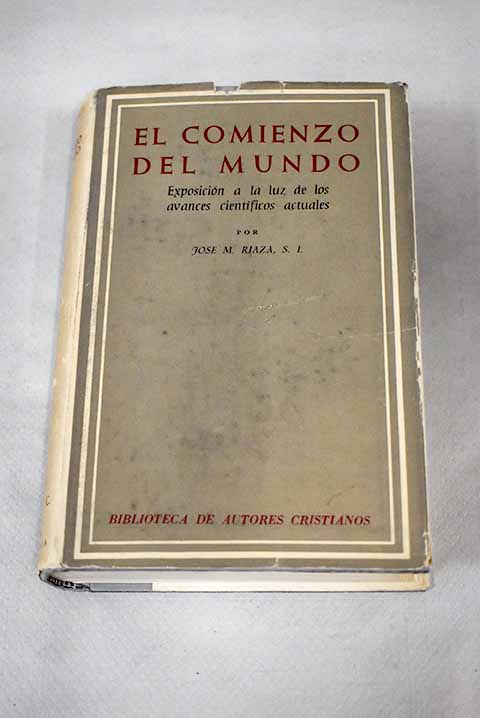 EL COMIENZO
DEL MUNDO
Exposición a la luz de los
avances científicos actuales
POR
JOSE M. RIAZA, S. I.
BIBLIOTECA DE AUTORES CRISTIANOS